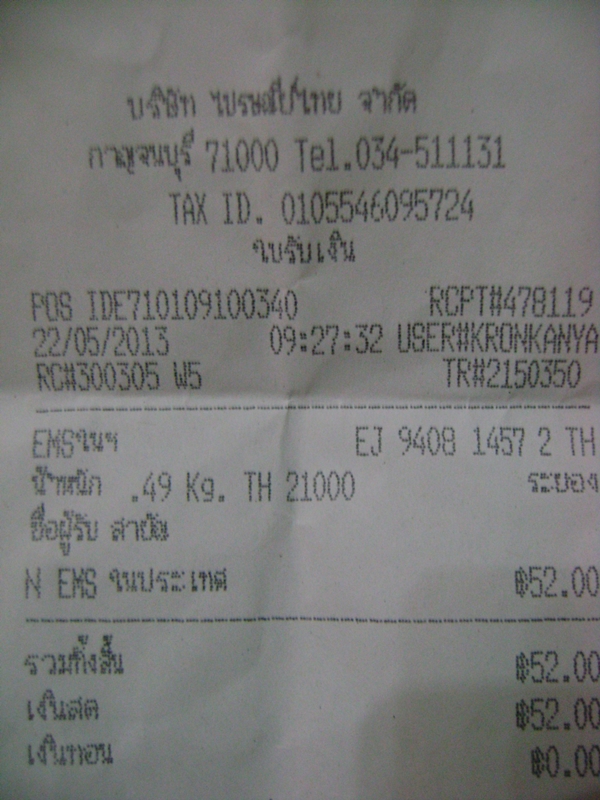 บริษัท ไปรษณีย์ไทย จำกัด
กาญจนบุรี 71000 Tel.034-511131
TAX ID. 0105546095724
ใบรับเงิน
POS IDE710109100340 RCPT#478119
22/05/2013 09:27:32 USER#KRONKANYA
RC#300305 W5 TR#2150350
EMSในฯ EJ 9408 1457 2 TH
น้ำหนัก .49 Kg. TH 21000 ระยอง
ชื่อผู้รับ
N EMS ในประเทศ ฿52.00
รวมทั้งสิ้น ฿52.00
เงินสด ฿52.00
เงินทอน ฿0.00